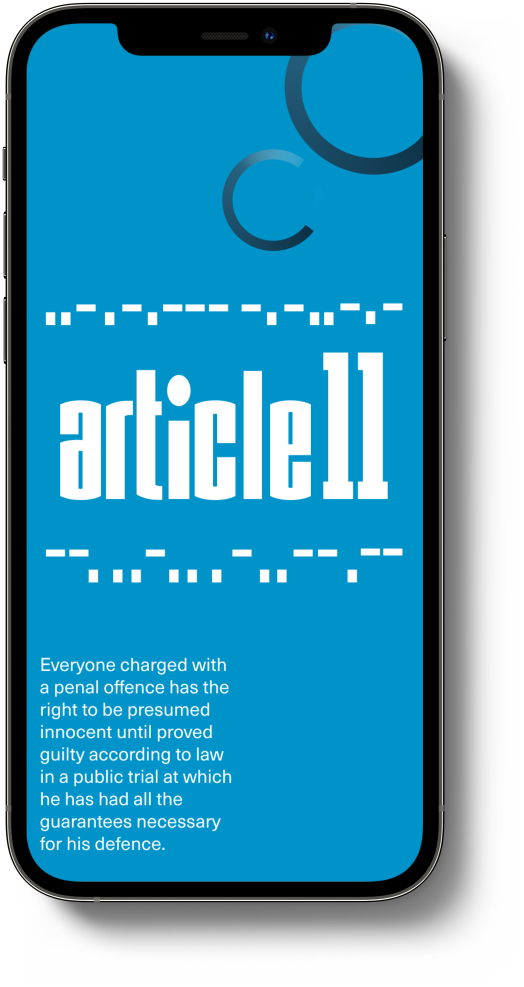 article11
Everyone charged with
a penal offence has the
right to be presumed
innocent until proved
guilty according to law
in a public trial at which
he has had all the
guarantees necessary
for his defence.